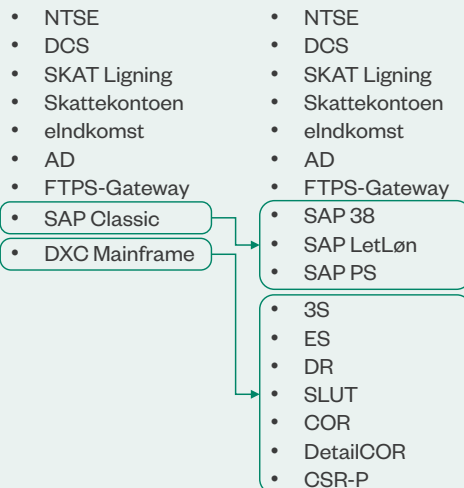 • NTSE
• DCS
• SKAT Ligning
• Skattekontoen
• eIndkomst
• AD
• FTPS-Gateway
• SAP Classic
• DXC Mainframe
• NTSE
• DCS
• SKAT Ligning
• Skattekontoen
• eIndkomst
• AD
• FTPS-Gateway
• SAP 38
• SAP LetLøn
• SAP PS
• 3S
• ES
• DR
• SLUT
• COR
• DetailCOR
• CSR-P